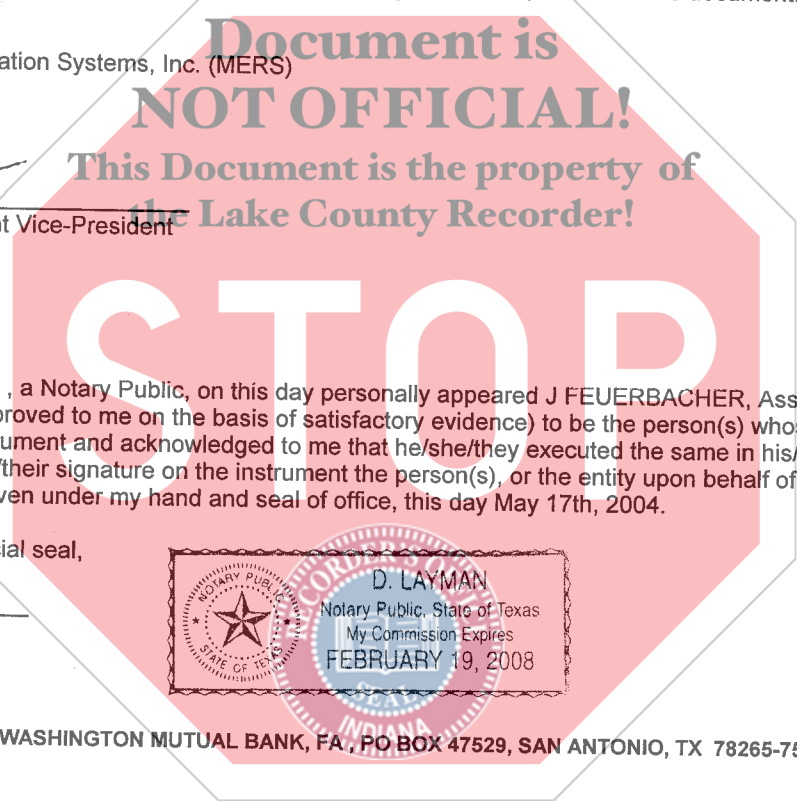 Document is
ation Systems, Inc. (MERS)
NOT OFFICIAL!
This Document is the property of
the Lake County Recorder!
t Vice-President
STOP
, a Notary Public, on this day personally appeared J FEUERBACHER, Ass
proved to me on the basis of satisfactory evidence) to be the person(s) whos
ument and acknowledged to me that he/she/they executed the same in his/
/their signature on the instrument the person(s), or the entity upon behalf of
ven under my hand and seal of office, this day May 17th, 2004.
cial seal,
NOTARY PUBLIC
STATE OF TEXAS
D. LAYMAN
Notary Public, State of Texas
My Commission Expires
FEBRUARY 19, 2008
RECORDER'S OFFICE
SEAL
INDIANA
WASHINGTON MUTUAL BANK, FA , PO BOX 47529, SAN ANTONIO, TX 78265-75